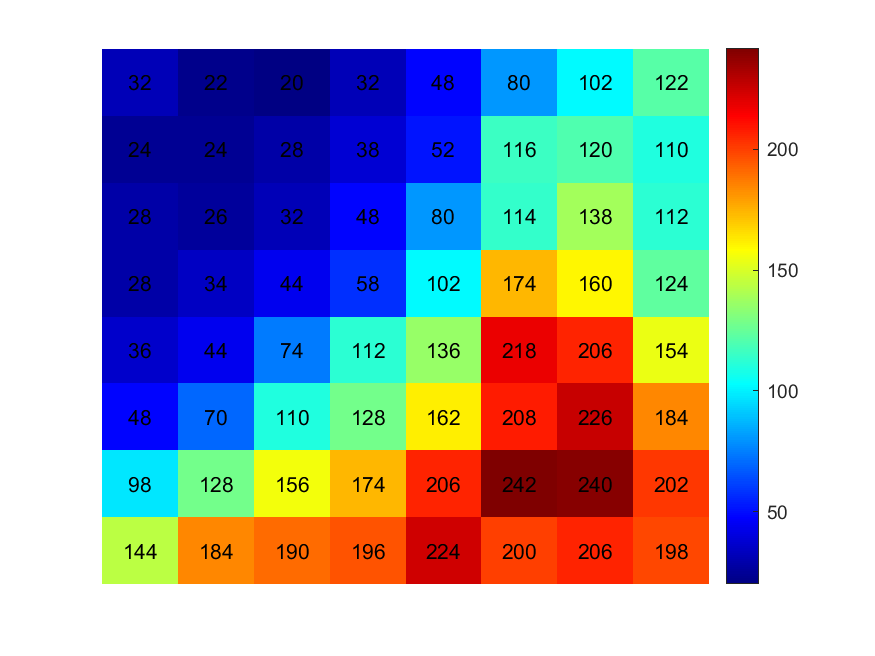 32 22 20 32 48 80 102 122
24 24 28 38 52 116 120 110
28 26 32 48 80 114 138 112
28 34 44 58 102 174 160 124
36 44 74 112 136 218 206 154
48 70 110 128 162 208 226 184
98 128 156 174 206 242 240 202
144 184 190 196 224 200 206 198
200
150
100
50